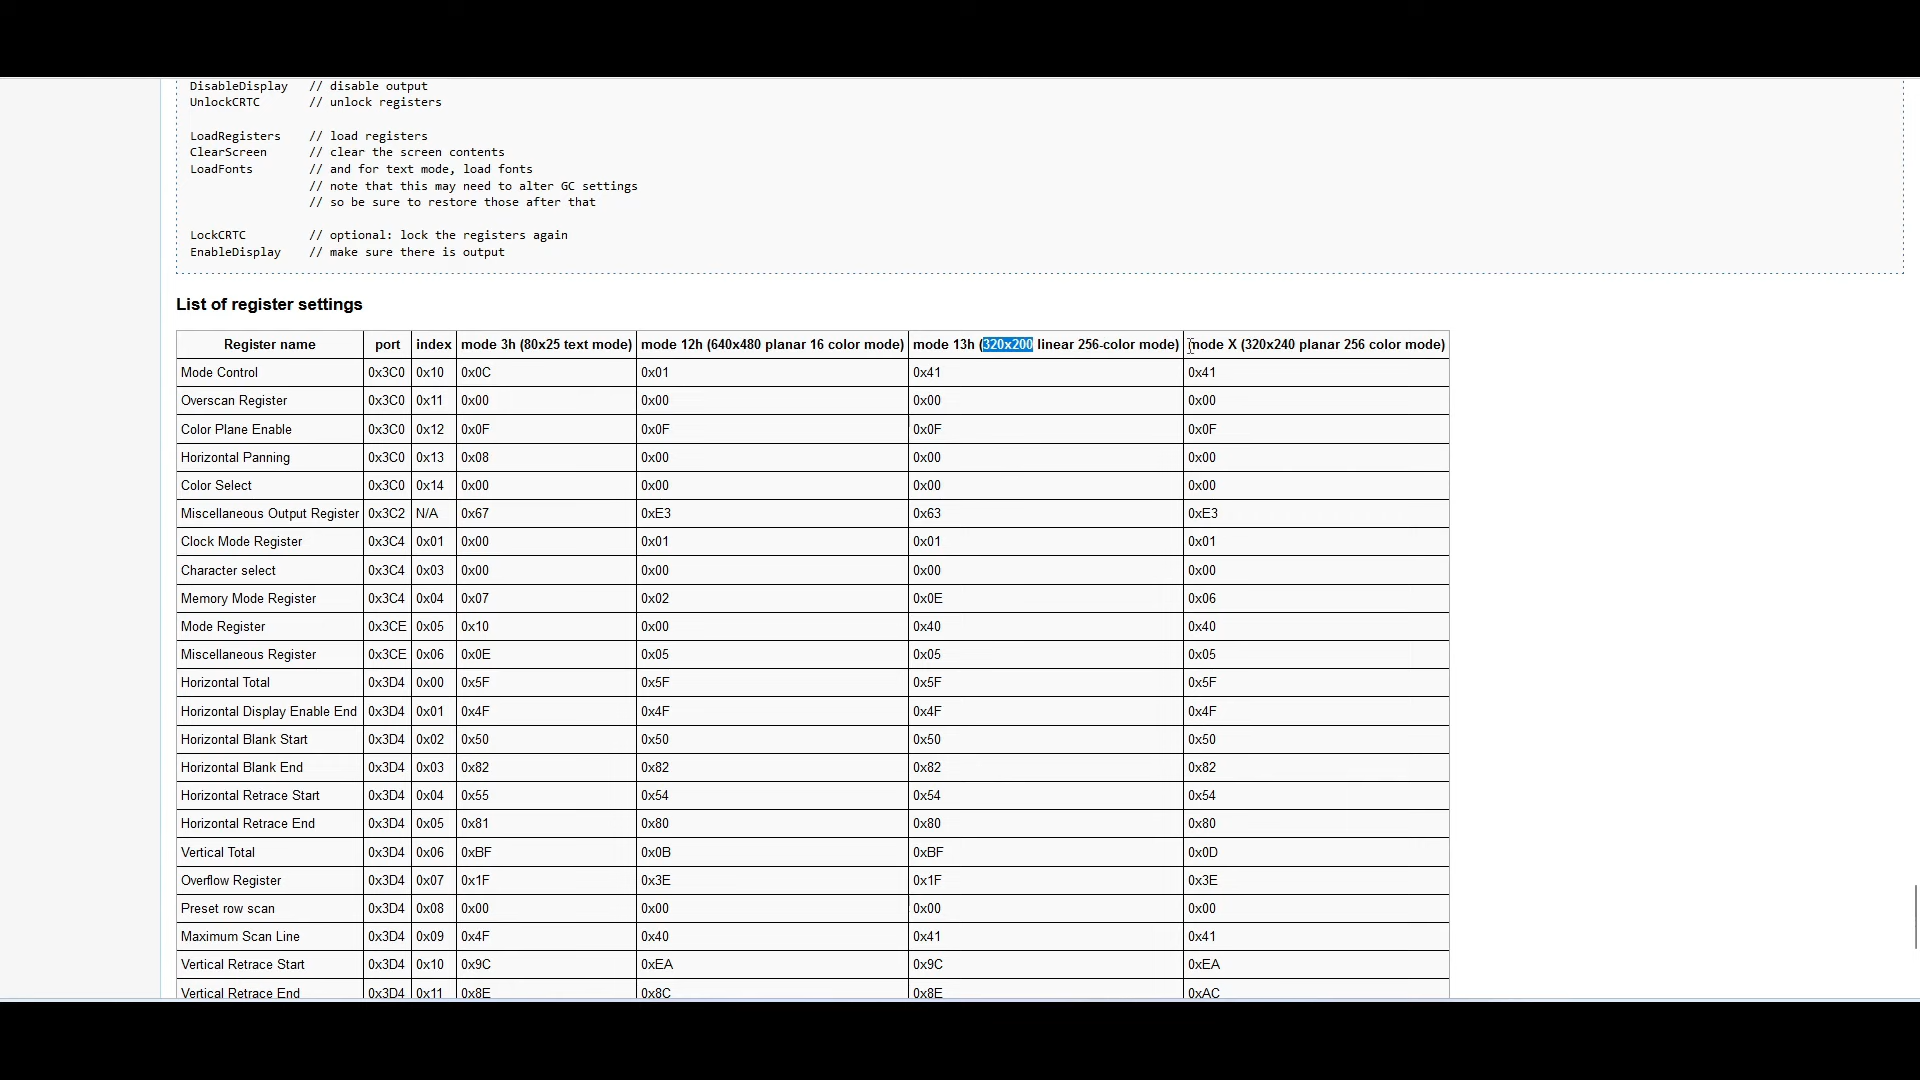 DisableDisplay // disable output
UnlockCRTC // unlock registers
LoadRegisters // load registers
ClearScreen // clear the screen contents
LoadFonts // and for text mode, load fonts
// note that this may need to alter GC settings
// so be sure to restore those after that
LockCRTC // optional: lock the registers again
EnableDisplay // make sure there is output
List of register settings
Register name port index mode 3h (80x25 text mode) mode 12h (640x480 planar 16 color mode) mode 13h (320x200 linear 256-color mode) mode X (320x240 planar 256 color mode)
Mode Control 0x3C0 0x10 0x0C 0x01 0x41 0x41
Overscan Register 0x3C0 0x11 0x00 0x00 0x00 0x00
Color Plane Enable 0x3C0 0x12 0x0F 0x0F 0x0F 0x0F
Horizontal Panning 0x3C0 0x13 0x08 0x00 0x00 0x00
Color Select 0x3C0 0x14 0x00 0x00 0x00 0x00
Miscellaneous Output Register 0x3C2 N/A 0x67 0xE3 0x63 0xE3
Clock Mode Register 0x3C4 0x01 0x00 0x01 0x01 0x01
Character select 0x3C4 0x03 0x00 0x00 0x00 0x00
Memory Mode Register 0x3C4 0x04 0x07 0x02 0x0E 0x06
Mode Register 0x3CE 0x05 0x10 0x00 0x40 0x40
Miscellaneous Register 0x3CE 0x06 0x0E 0x05 0x05 0x05
Horizontal Total 0x3D4 0x00 0x5F 0x5F 0x5F 0x5F
Horizontal Display Enable End 0x3D4 0x01 0x4F 0x4F 0x4F 0x4F
Horizontal Blank Start 0x3D4 0x02 0x50 0x50 0x50 0x50
Horizontal Blank End 0x3D4 0x03 0x82 0x82 0x82 0x82
Horizontal Retrace Start 0x3D4 0x04 0x55 0x54 0x54 0x54
Horizontal Retrace End 0x3D4 0x05 0x81 0x80 0x80 0x80
Vertical Total 0x3D4 0x06 0xBF 0x0B 0xBF 0x0D
Overflow Register 0x3D4 0x07 0x1F 0x3E 0x1F 0x3E
Preset row scan 0x3D4 0x08 0x00 0x00 0x00 0x00
Maximum Scan Line 0x3D4 0x09 0x4F 0x40 0x41 0x41
Vertical Retrace Start 0x3D4 0x10 0x9C 0xEA 0x9C 0xEA
Vertical Retrace End 0x3D4 0x11 0x8E 0x8C 0x8E 0xAC